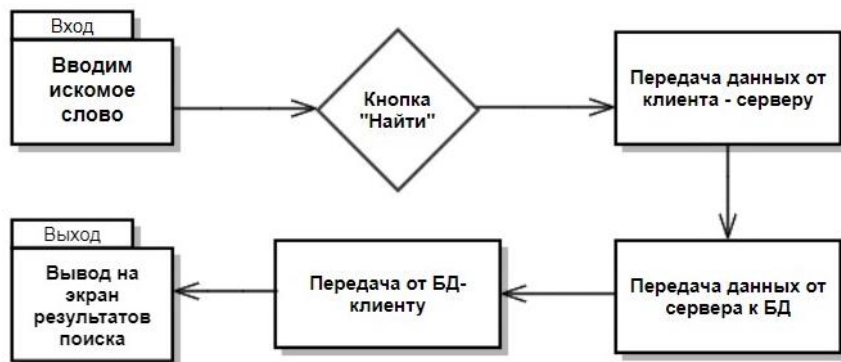 Вход
Вводим
искомое
слово
Кнопка
"Найти"
Передача данных от
клиента - серверу
Передача данных от
сервера к БД
Передача от БД-
клиенту
Выход
Вывод на
экран
результатов
поиска